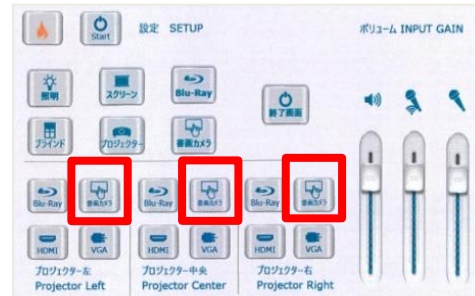 Start
設定 SETUP
ボリューム INPUT GAIN
照明
スクリーン
Blu-Ray
終了画面
ブラインド
プロジェクター
書画カメラ
Blu-Ray
書画カメラ
Blu-Ray
書画カメラ
Blu-Ray
書画カメラ
HDMI
VGA
HDMI
VGA
HDMI
VGA
プロジェクター左
プロジェクター中央
プロジェクター右
Projector Left
Projector Center
Projector Right